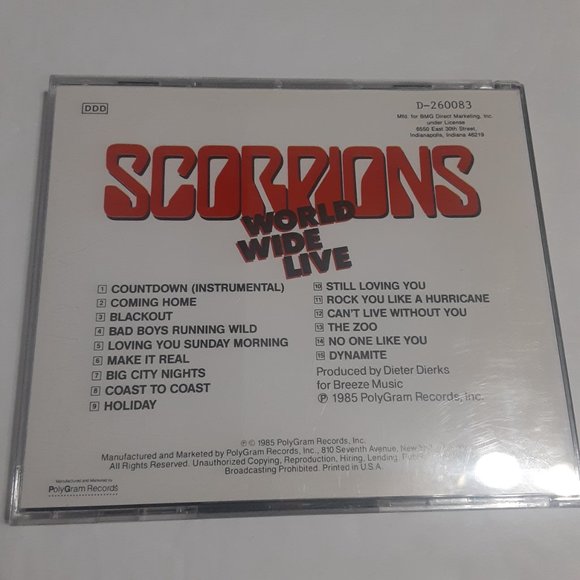 DDD
D-260083
Mfd. for BMG Direct Marketing, Inc.
under License
6550 East 30th Street
Indianapolis, Indiana 46219
SCORPIONS
WORLD
WIDE
LIVE
1 COUNTDOWN (INSTRUMENTAL)
2 COMING HOME
3 BLACKOUT
4 BAD BOYS RUNNING WILD
5 LOVING YOU SUNDAY MORNING
6 MAKE IT REAL
7 BIG CITY NIGHTS
8 COAST TO COAST
9 HOLIDAY
10 STILL LOVING YOU
11 ROCK YOU LIKE A HURRICANE
12 CAN'T LIVE WITHOUT YOU
13 THE ZOO
14 NO ONE LIKE YOU
15 DYNAMITE
Produced by Dieter Dierks
for Breeze Music
℗ 1985 PolyGram Records, Inc.
℗ © 1985 PolyGram Records, Inc.
Manufactured and Marketed by PolyGram Records, Inc., 810 Seventh Avenue, New
All Rights Reserved. Unauthorized Copying, Reproduction, Hiring, Lending,
Broadcasting Prohibited. Printed in U.S.A.
Manufactured and Marketed by
PolyGram Records